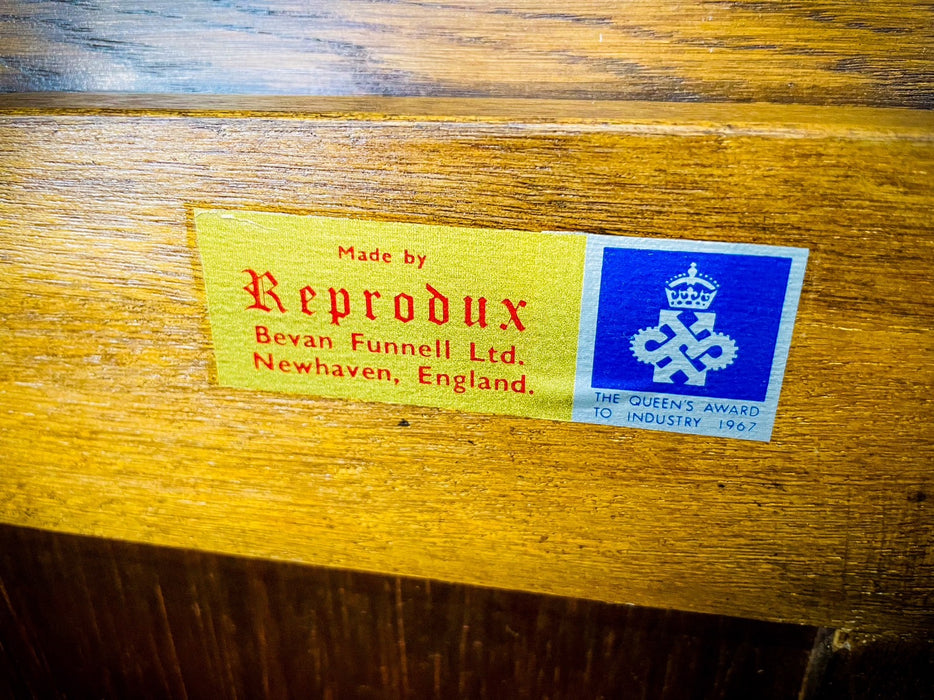 Made by
Reprodux
Bevan Funnell Ltd.
Newhaven, England.
THE QUEEN'S AWARD
TO INDUSTRY 1967